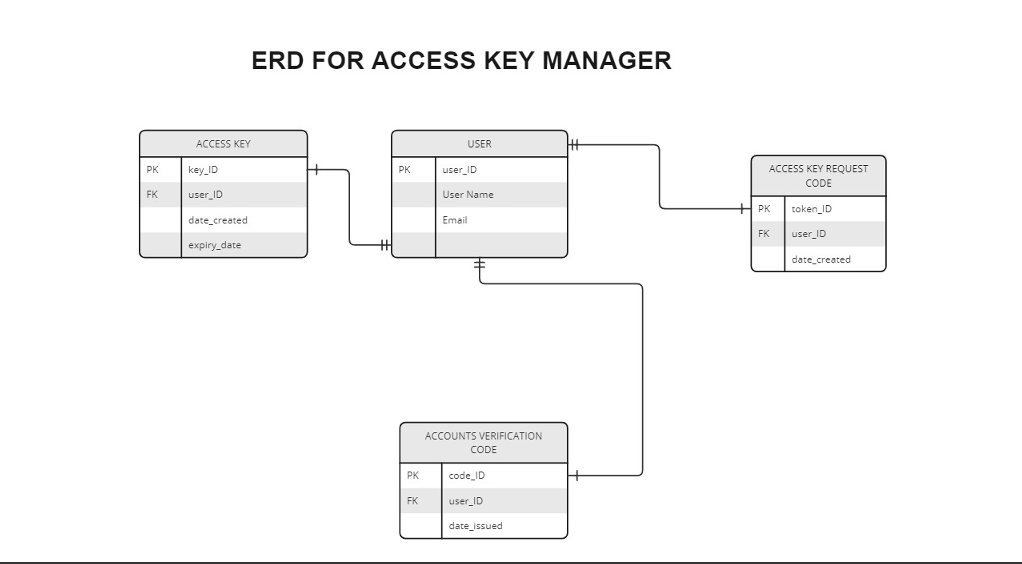 ERD FOR ACCESS KEY MANAGER
ACCESS KEY
PK key_ID
FK user_ID
date_created
expiry_date
USER
PK user_ID
User Name
Email
ACCESS KEY REQUEST
CODE
PK token_ID
FK user_ID
date_created
ACCOUNTS VERIFICATION
CODE
PK code_ID
FK user_ID
date_issued